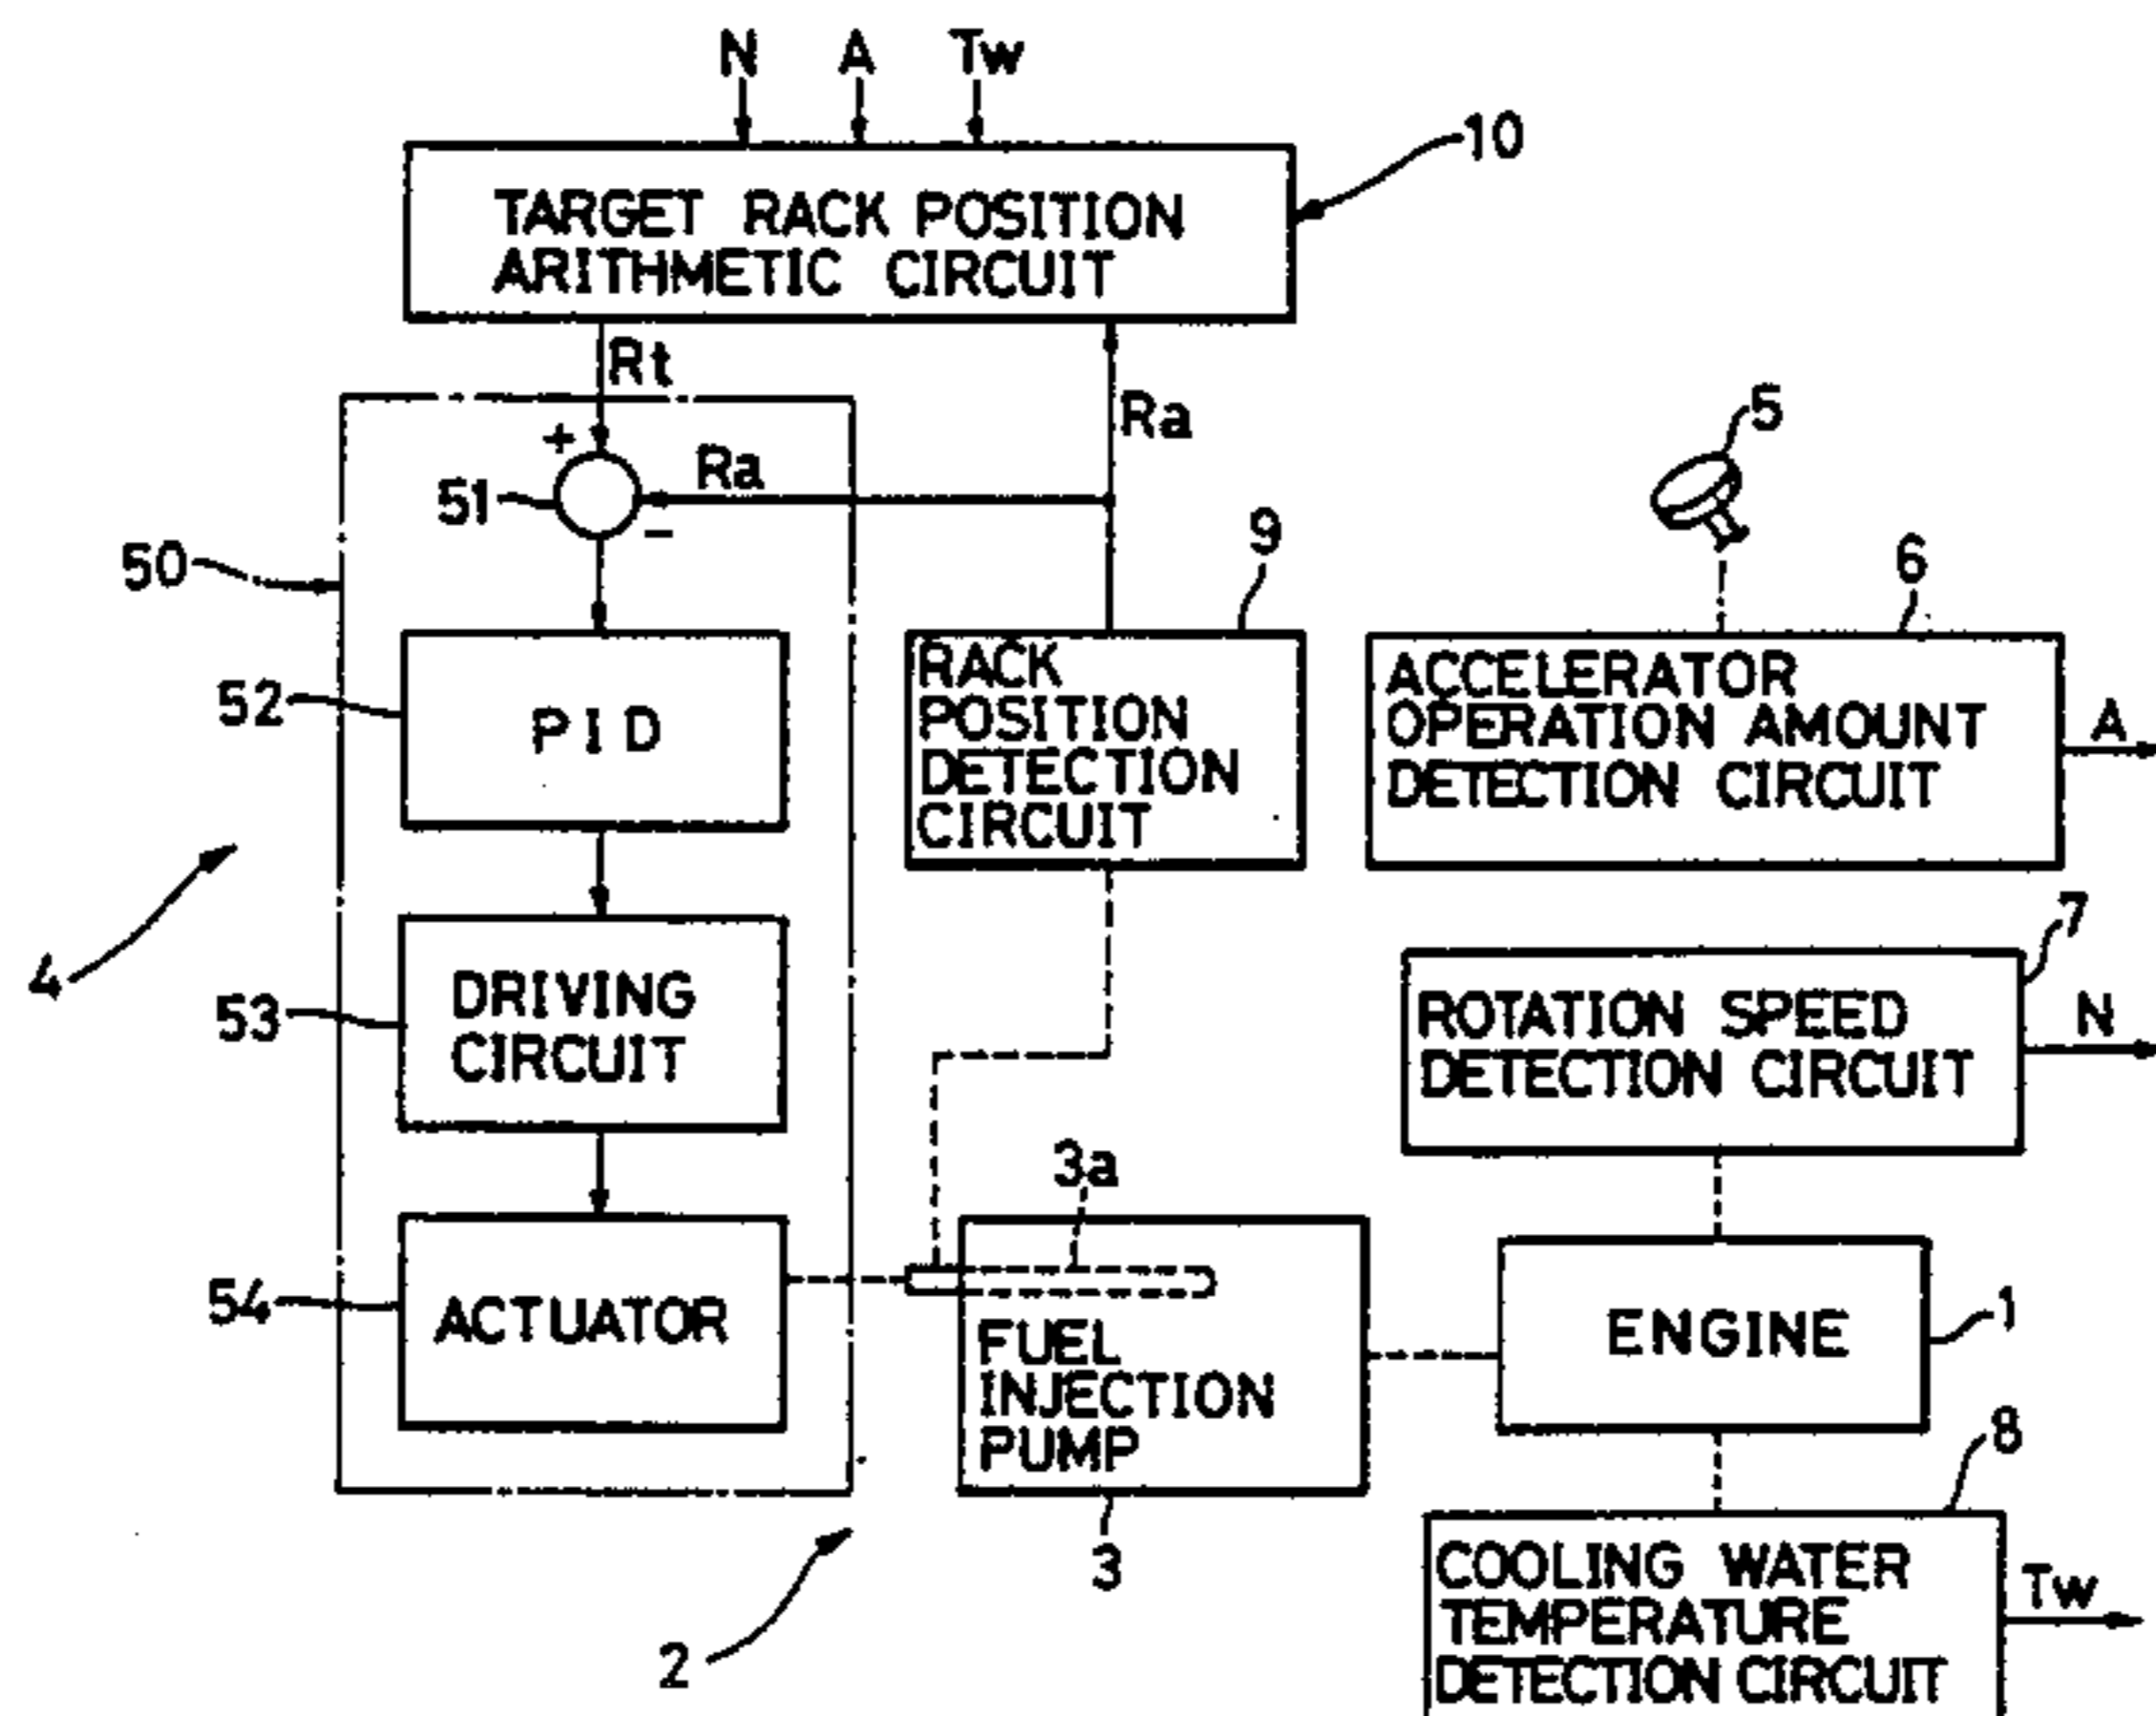 N A Tw
10
TARGET RACK POSITION
ARITHMETIC CIRCUIT
Rt
Ra
+
Ra
51
-
50
5
9
6
52
PID
RACK
POSITION
DETECTION
CIRCUIT
ACCELERATOR
OPERATION AMOUNT
DETECTION CIRCUIT
A
4
53
DRIVING
CIRCUIT
7
ROTATION SPEED
DETECTION CIRCUIT
N
3a
54
ACTUATOR
FUEL
INJECTION
PUMP
3
ENGINE
1
8
2
COOLING WATER
TEMPERATURE
DETECTION CIRCUIT
Tw